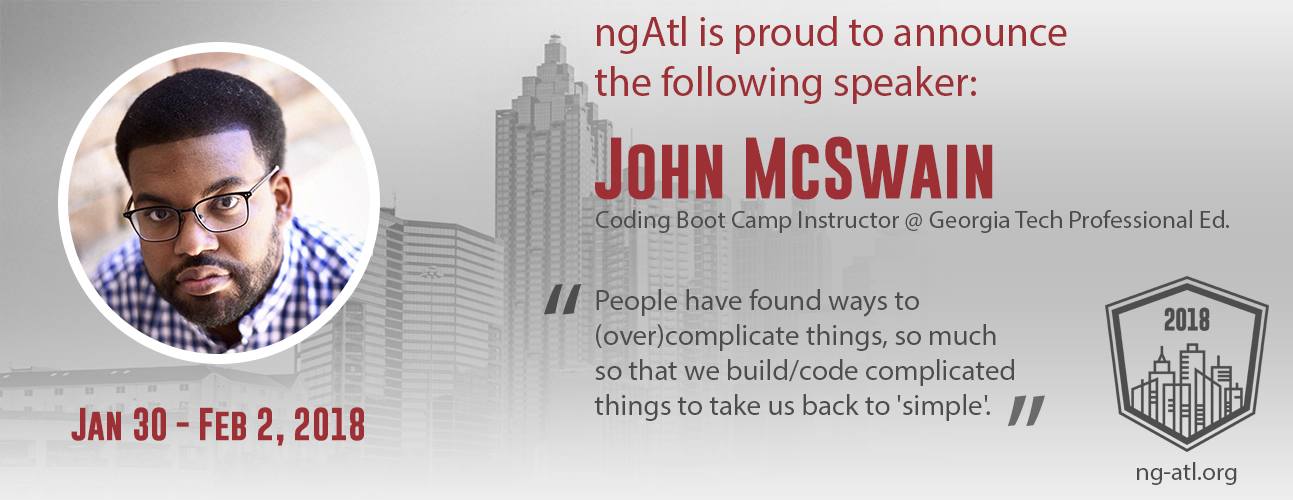 ngAtl is proud to announce
the following speaker:
John McSwain
Coding Boot Camp Instructor @ Georgia Tech Professional Ed.
“People have found ways to
(over)complicate things, so much
so that we build/code complicated
things to take us back to 'simple'.”
Jan 30 - Feb 2, 2018
2018
ng-atl.org